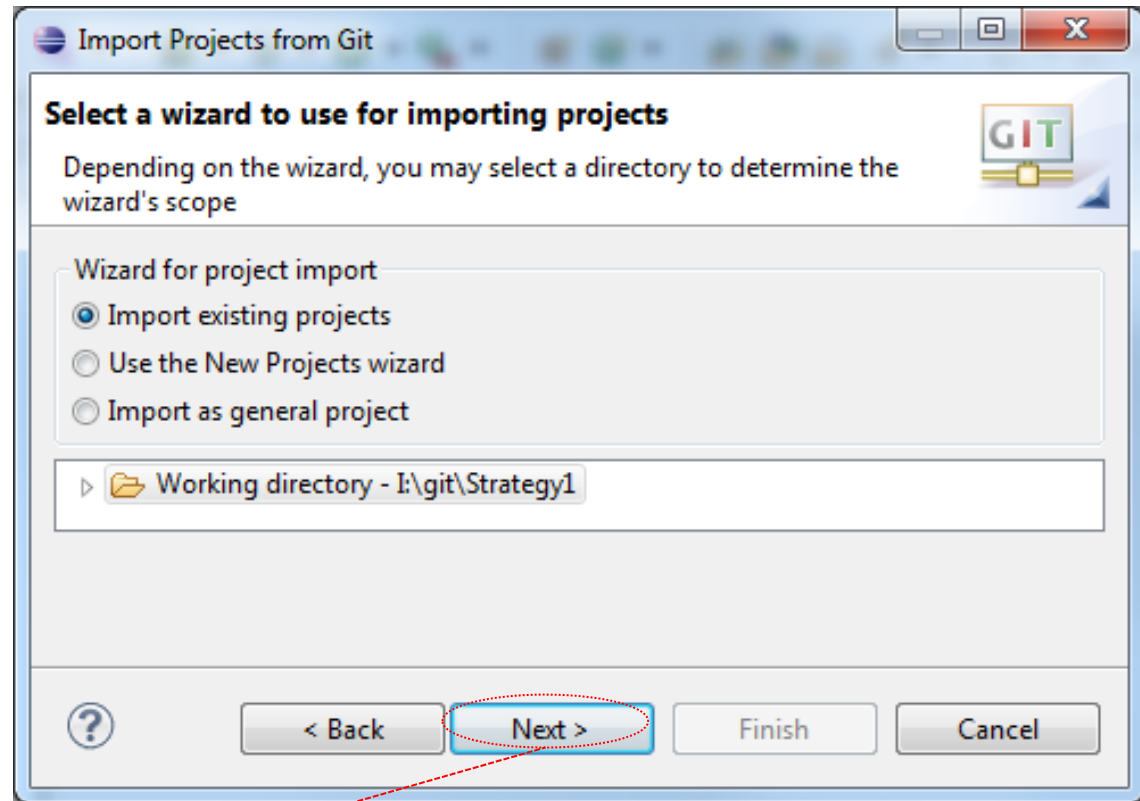 Import Projects from Git
Select a wizard to use for importing projects
Depending on the wizard, you may select a directory to determine the
wizard's scope
GIT
Wizard for project import
Import existing projects
Use the New Projects wizard
Import as general project
Working directory - I:\git\Strategy1
?
< Back
Next >
Finish
Cancel